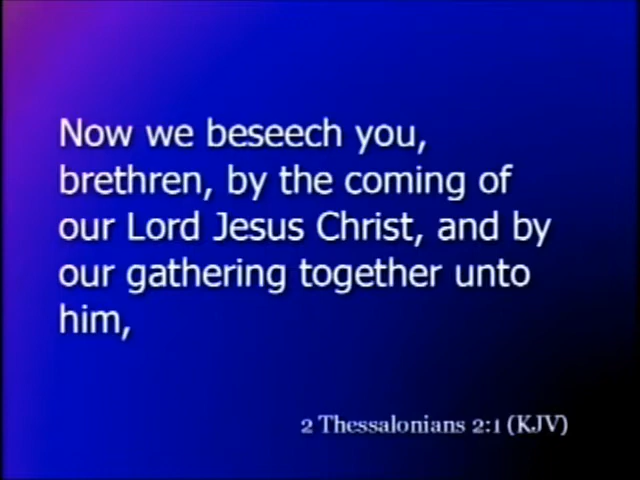 Now we beseech you,
brethren, by the coming of
our Lord Jesus Christ, and by
our gathering together unto
him,
2 Thessalonians 2:1 (KJV)